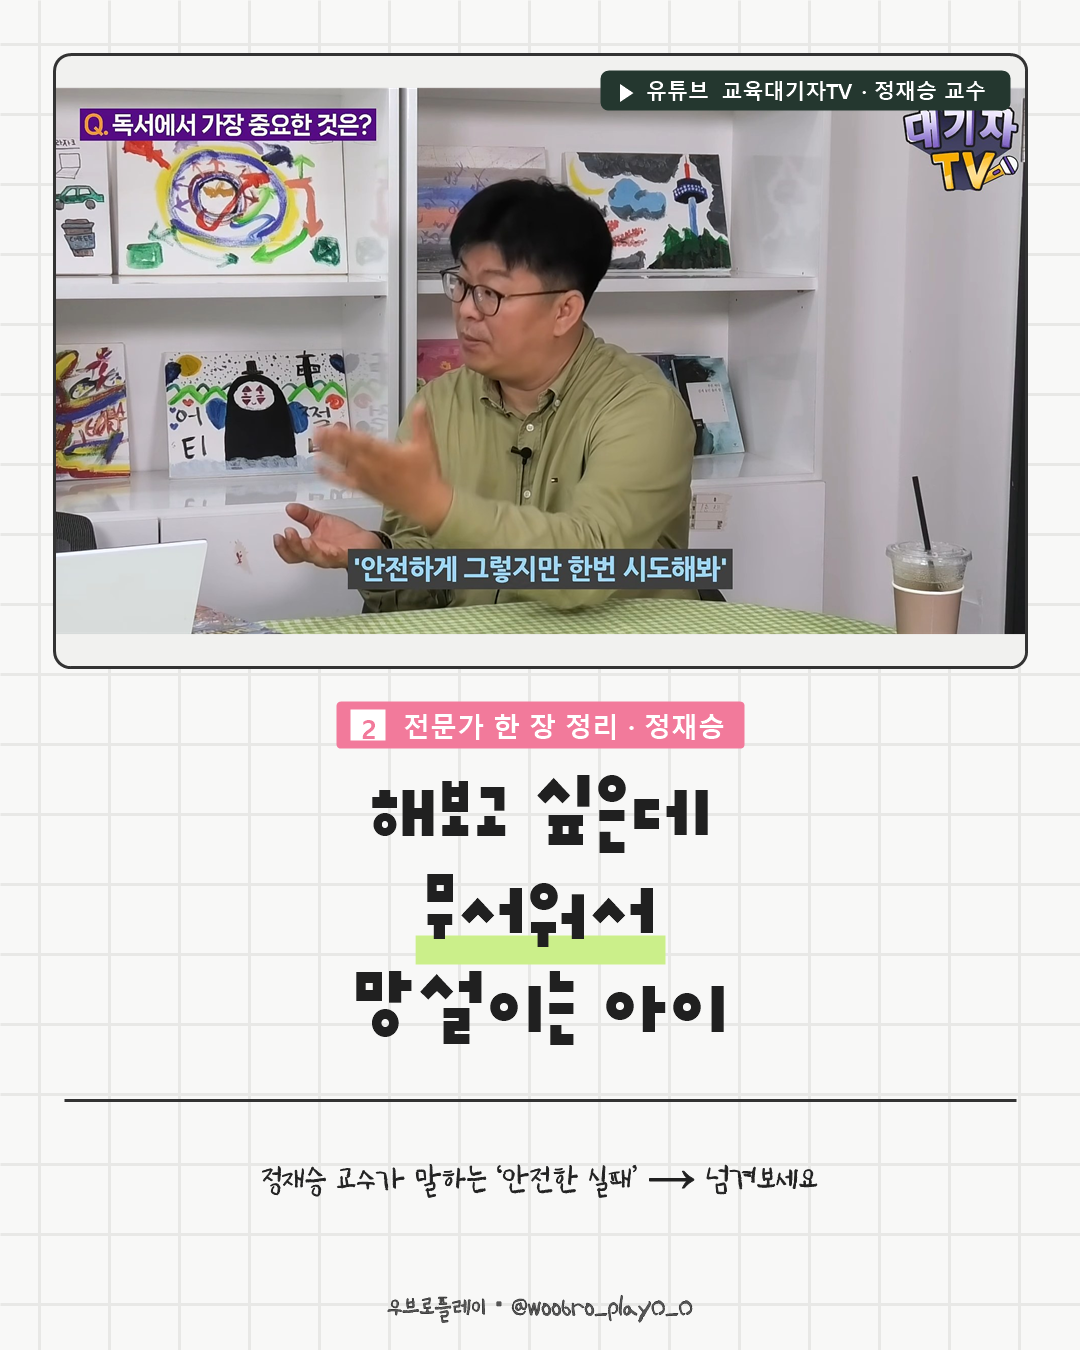 ▶ 유튜브 교육대기자TV · 정재승 교수
Q. 독서에서 가장 중요한 것은?
대기자
TV
어 쩔
티
'안전하게 그렇지만 한번 시도해봐'
2 전문가 한 장 정리 · 정재승
해보고 싶은데
무서워서
망설이는 아이
정재승 교수가 말하는 ‘안전한 실패’ → 넘겨보세요
우브로플레이 · @woobro_play0_0